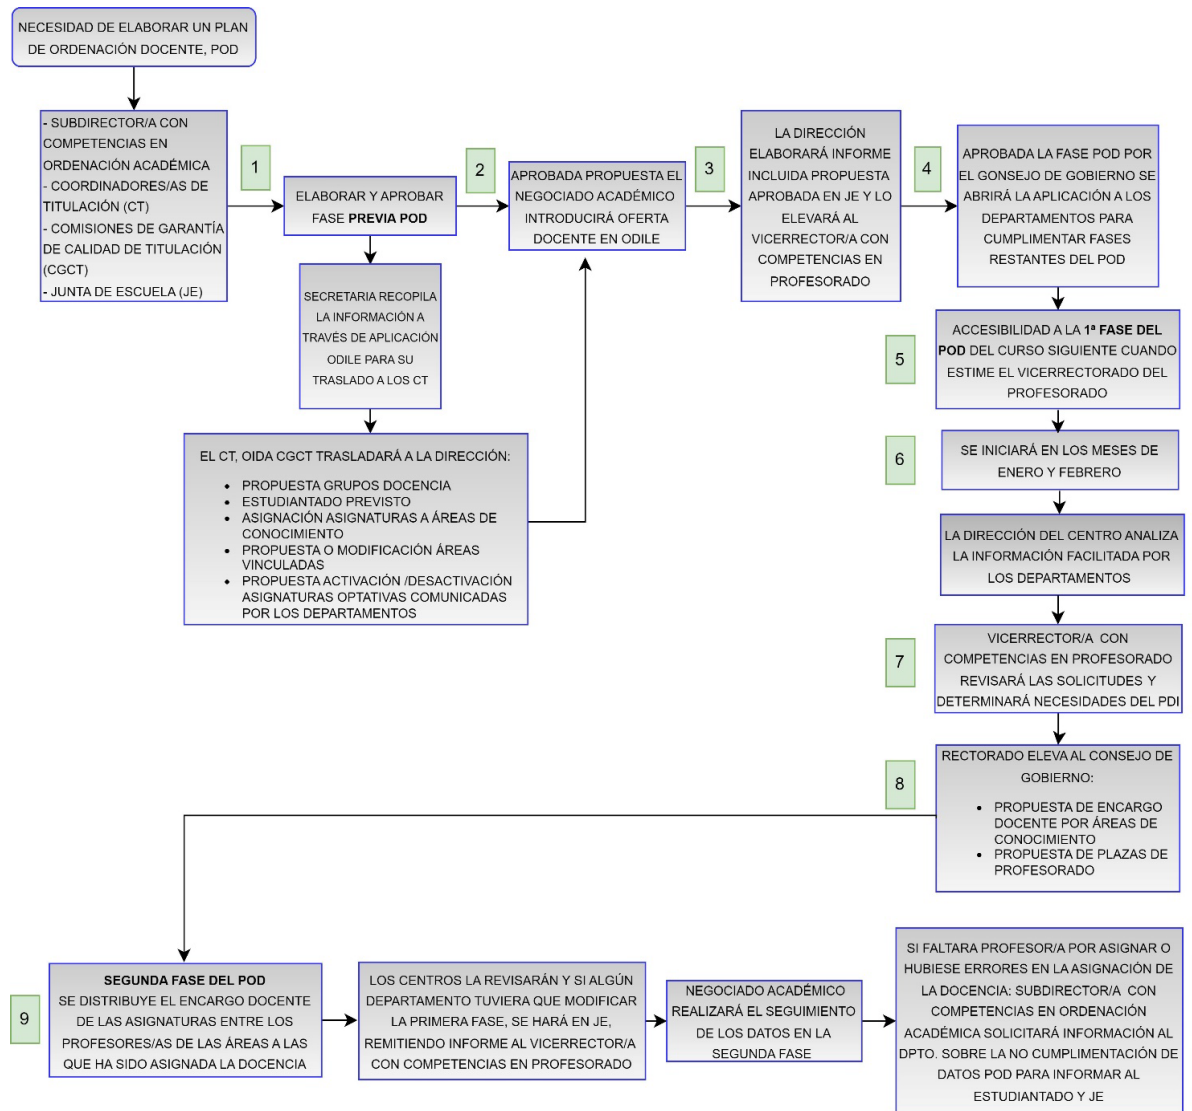 NECESIDAD DE ELABORAR UN PLAN
DE ORDENACIÓN DOCENTE, POD
- SUBDIRECTOR/A CON
COMPETENCIAS EN
ORDENACIÓN ACADÉMICA
- COORDINADORES/AS DE
TITULACIÓN (CT)
- COMISIONES DE GARANTÍA
DE CALIDAD DE TITULACIÓN
(CGCT)
- JUNTA DE ESCUELA (JE)
1
ELABORAR Y APROBAR
FASE PREVIA POD
SECRETARIA RECOPILA
LA INFORMACIÓN A
TRAVÉS DE APLICACIÓN
ODILE PARA SU
TRASLADO A LOS CT
EL CT, OIDA CGCT TRASLADARÁ A LA DIRECCIÓN:
• PROPUESTA GRUPOS DOCENCIA
• ESTUDIANTADO PREVISTO
• ASIGNACIÓN ASIGNATURAS A ÁREAS DE
CONOCIMIENTO
• PROPUESTA O MODIFICACIÓN ÁREAS
VINCULADAS
• PROPUESTA ACTIVACIÓN /DESACTIVACIÓN
ASIGNATURAS OPTATIVAS COMUNICADAS
POR LOS DEPARTAMENTOS
2
APROBADA PROPUESTA EL
NEGOCIADO ACADÉMICO
INTRODUCIRÁ OFERTA
DOCENTE EN ODILE
3
LA DIRECCIÓN
ELABORARÁ INFORME
INCLUIDA PROPUESTA
APROBADA EN JE Y LO
ELEVARÁ AL
VICERRECTOR/A CON
COMPETENCIAS EN
PROFESORADO
4
APROBADA LA FASE POD POR
EL GONSEJO DE GOBIERNO SE
ABRIRÁ LA APLICACIÓN A LOS
DEPARTAMENTOS PARA
CUMPLIMENTAR FASES
RESTANTES DEL POD
5
ACCESIBILIDAD A LA 1ª FASE DEL
POD DEL CURSO SIGUIENTE CUANDO
ESTIME EL VICERRECTORADO DEL
PROFESORADO
6
SE INICIARÁ EN LOS MESES DE
ENERO Y FEBRERO
LA DIRECCIÓN DEL CENTRO ANALIZA
LA INFORMACIÓN FACILITADA POR
LOS DEPARTAMENTOS
7
VICERRECTOR/A CON
COMPETENCIAS EN PROFESORADO
REVISARÁ LAS SOLICITUDES Y
DETERMINARÁ NECESIDADES DEL PDI
8
RECTORADO ELEVA AL CONSEJO DE
GOBIERNO:
• PROPUESTA DE ENCARGO
DOCENTE POR ÁREAS DE
CONOCIMIENTO
• PROPUESTA DE PLAZAS DE
PROFESORADO
9
SEGUNDA FASE DEL POD
SE DISTRIBUYE EL ENCARGO DOCENTE
DE LAS ASIGNATURAS ENTRE LOS
PROFESORES/AS DE LAS ÁREAS A LAS
QUE HA SIDO ASIGNADA LA DOCENCIA
LOS CENTROS LA REVISARÁN Y SI ALGÚN
DEPARTAMENTO TUVIERA QUE MODIFICAR
LA PRIMERA FASE, SE HARÁ EN JE,
REMITIENDO INFORME AL VICERRECTOR/A
CON COMPETENCIAS EN PROFESORADO
NEGOCIADO ACADÉMICO
REALIZARÁ EL SEGUIMIENTO
DE LOS DATOS EN LA
SEGUNDA FASE
SI FALTARA PROFESOR/A POR ASIGNAR O
HUBIESE ERRORES EN LA ASIGNACIÓN DE
LA DOCENCIA: SUBDIRECTOR/A CON
COMPETENCIAS EN ORDENACIÓN
ACADÉMICA SOLICITARÁ INFORMACIÓN AL
DPTO. SOBRE LA NO CUMPLIMENTACIÓN DE
DATOS POD PARA INFORMAR AL
ESTUDIANTADO Y JE